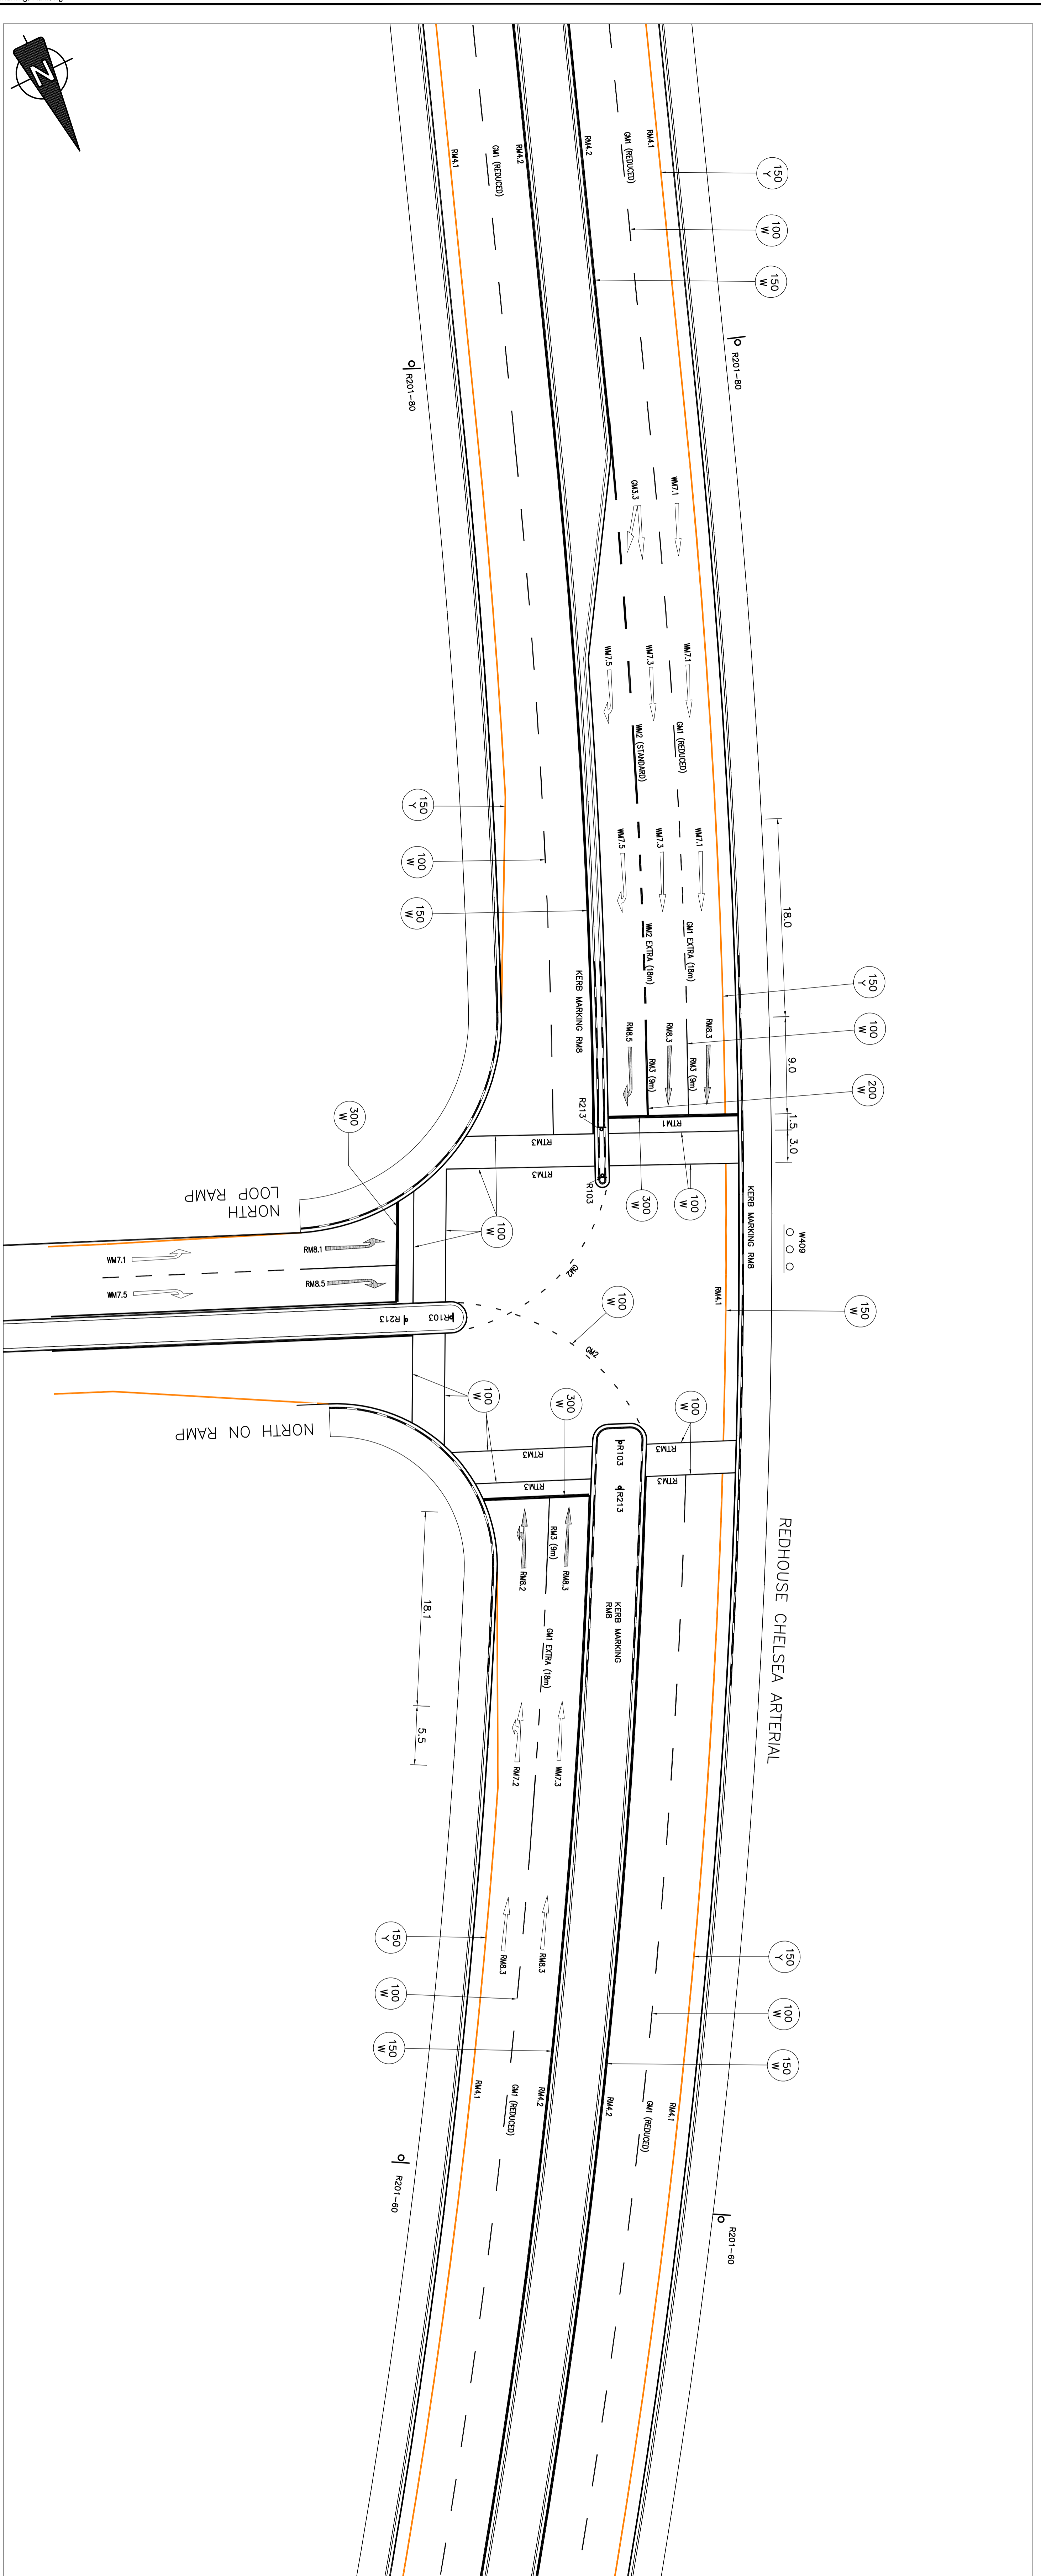 N
RM4.1
GM1 (REDUCED)
RM4.2
RM4.2
GM1 (REDUCED)
RM4.1
150
Y
100
W
150
W
R201-80
R201-80
GM3.3
WM7.1
WM7.5
WM7.3
WM7.1
WM2 (STANDARD)
GM1 (REDUCED)
150
Y
100
W
150
W
WM7.5
WM7.3
WM7.1
18.0
WM2 EXTRA (18m)
GM1 EXTRA (18m)
KERB MARKING RM8
150
Y
100
W
200
W
RM8.5
RM8.3
RM8.3
RM3 (9m)
RM3 (9m)
9.0
1.5
3.0
300
W
R213
RTM1
RTM3
RTM3
R103
300
W
100
W
KERB MARKING RM8
W409
NORTH
LOOP RAMP
100
W
WM7.1
RM8.1
WM7.5
RM8.5
GM2
RM4.1
100
W
150
W
R213
R103
GM2
NORTH ON RAMP
100
W
300
W
100
W
RTM3
RTM3
RTM3
RTM3
R103
R213
RM3 (9m)
RM8.2
RM8.3
KERB MARKING
RM8
REDHOUSE CHELSEA ARTERIAL
18.1
GM1 EXTRA (18m)
5.5
RM7.2
WM7.3
150
Y
RM8.3
RM8.3
150
Y
100
W
150
W
100
W
150
W
RM4.1
GM1 (REDUCED)
RM4.2
RM4.2
GM1 (REDUCED)
RM4.1
R201-60
R201-60